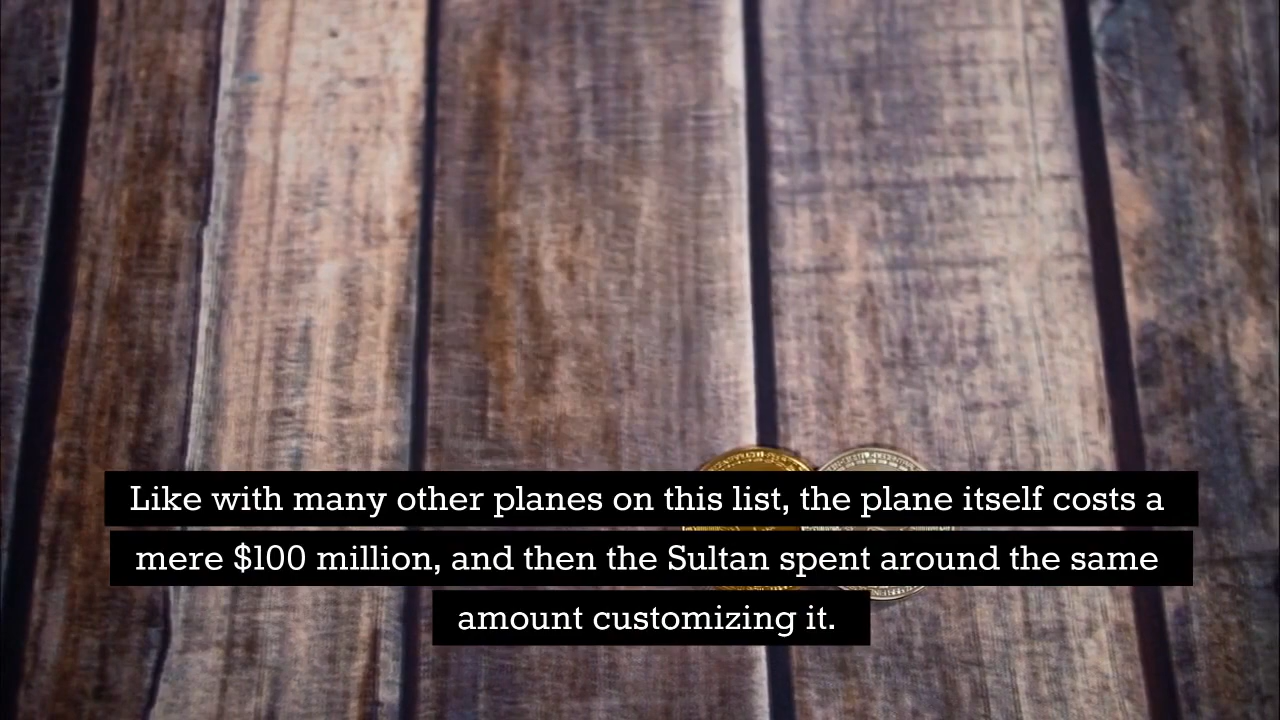 Like with many other planes on this list, the plane itself costs a
mere $100 million, and then the Sultan spent around the same
amount customizing it.